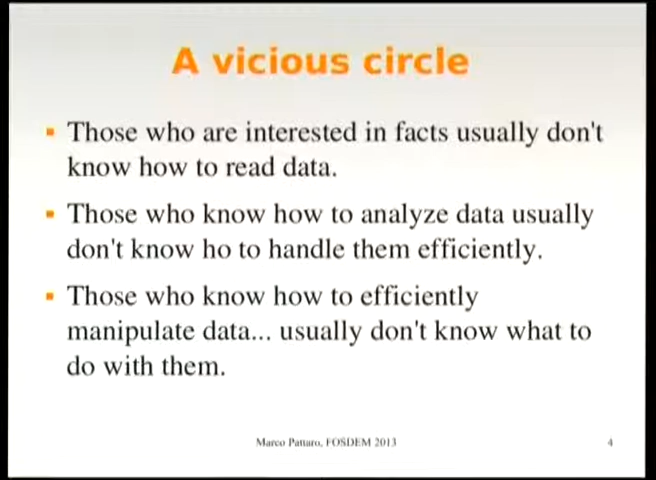 A vicious circle
Those who are interested in facts usually don't
know how to read data.
Those who know how to analyze data usually
don't know ho to handle them efficiently.
Those who know how to efficiently
manipulate data... usually don't know what to
do with them.
Marco Panaro, FOSDEM 2013
4